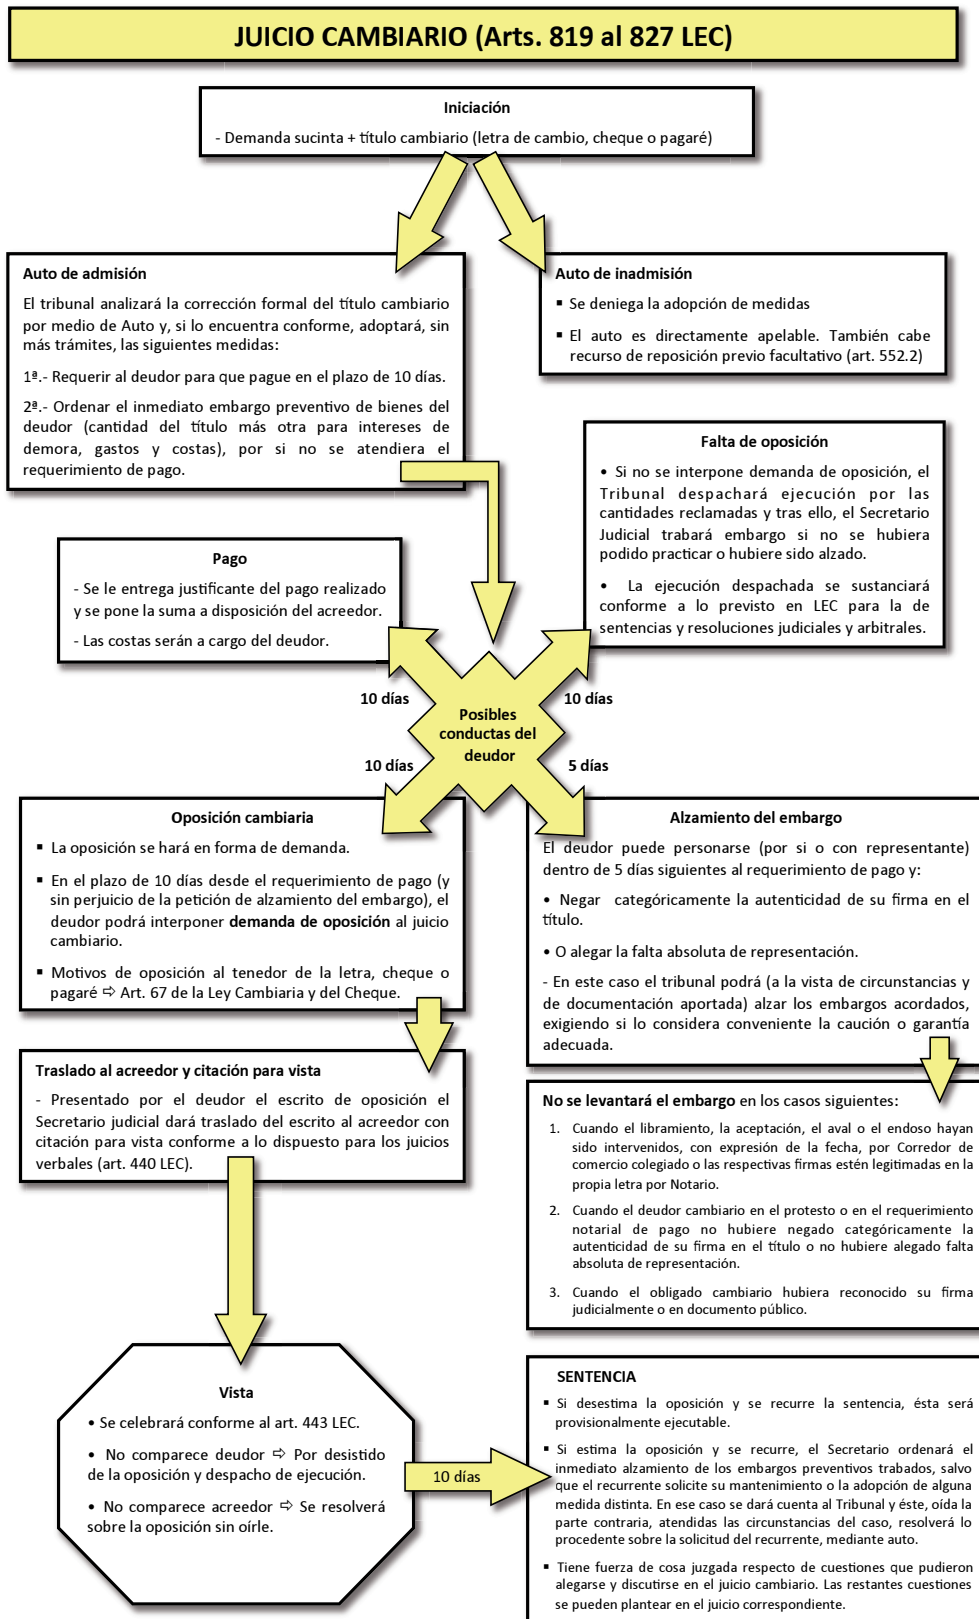 JUICIO CAMBIARIO (Arts. 819 al 827 LEC)
Iniciación
- Demanda sucinta + título cambiario (letra de cambio, cheque o pagaré)
Auto de admisión
El tribunal analizará la corrección formal del título cambiario
por medio de Auto y, si lo encuentra conforme, adoptará, sin
más trámites, las siguientes medidas:
1ª.- Requerir al deudor para que pague en el plazo de 10 días.
2ª.- Ordenar el inmediato embargo preventivo de bienes del
deudor (cantidad del título más otra para intereses de
demora, gastos y costas), por si no se atendiera el
requerimiento de pago.
Auto de inadmisión
▪ Se deniega la adopción de medidas
▪ El auto es directamente apelable. También cabe
recurso de reposición previo facultativo (art. 552.2)
Falta de oposición
• Si no se interpone demanda de oposición, el
Tribunal despachará ejecución por las
cantidades reclamadas y tras ello, el Secretario
Judicial trabará embargo si no se hubiera
podido practicar o hubiere sido alzado.
• La ejecución despachada se sustanciará
conforme a lo previsto en LEC para la de
sentencias y resoluciones judiciales y arbitrales.
Pago
- Se le entrega justificante del pago realizado
y se pone la suma a disposición del acreedor.
- Las costas serán a cargo del deudor.
10 días
10 días
Posibles
conductas del
deudor
10 días
5 días
Oposición cambiaria
▪ La oposición se hará en forma de demanda.
▪ En el plazo de 10 días desde el requerimiento de pago (y
sin perjuicio de la petición de alzamiento del embargo), el
deudor podrá interponer demanda de oposición al juicio
cambiario.
▪ Motivos de oposición al tenedor de la letra, cheque o
pagaré ⇨ Art. 67 de la Ley Cambiaria y del Cheque.
Alzamiento del embargo
El deudor puede personarse (por si o con representante)
dentro de 5 días siguientes al requerimiento de pago y:
• Negar categóricamente la autenticidad de su firma en el
título.
• O alegar la falta absoluta de representación.
- En este caso el tribunal podrá (a la vista de circunstancias y
de documentación aportada) alzar los embargos acordados,
exigiendo si lo considera conveniente la caución o garantía
adecuada.
Traslado al acreedor y citación para vista
- Presentado por el deudor el escrito de oposición el
Secretario judicial dará traslado del escrito al acreedor con
citación para vista conforme a lo dispuesto para los juicios
verbales (art. 440 LEC).
No se levantará el embargo en los casos siguientes:
1. Cuando el libramiento, la aceptación, el aval o el endoso hayan
sido intervenidos, con expresión de la fecha, por Corredor de
comercio colegiado o las respectivas firmas estén legitimadas en la
propia letra por Notario.
2. Cuando el deudor cambiario en el protesto o en el requerimiento
notarial de pago no hubiere negado categóricamente la
autenticidad de su firma en el título o no hubiere alegado falta
absoluta de representación.
3. Cuando el obligado cambiario hubiera reconocido su firma
judicialmente o en documento público.
Vista
• Se celebrará conforme al art. 443 LEC.
• No comparece deudor ⇨ Por desistido
de la oposición y despacho de ejecución.
• No comparece acreedor ⇨ Se resolverá
sobre la oposición sin oírle.
10 días
SENTENCIA
▪ Si desestima la oposición y se recurre la sentencia, ésta será
provisionalmente ejecutable.
▪ Si estima la oposición y se recurre, el Secretario ordenará el
inmediato alzamiento de los embargos preventivos trabados, salvo
que el recurrente solicite su mantenimiento o la adopción de alguna
medida distinta. En ese caso se dará cuenta al Tribunal y éste, oída la
parte contraria, atendidas las circunstancias del caso, resolverá lo
procedente sobre la solicitud del recurrente, mediante auto.
▪ Tiene fuerza de cosa juzgada respecto de cuestiones que pudieron
alegarse y discutirse en el juicio cambiario. Las restantes cuestiones
se pueden plantear en el juicio correspondiente.